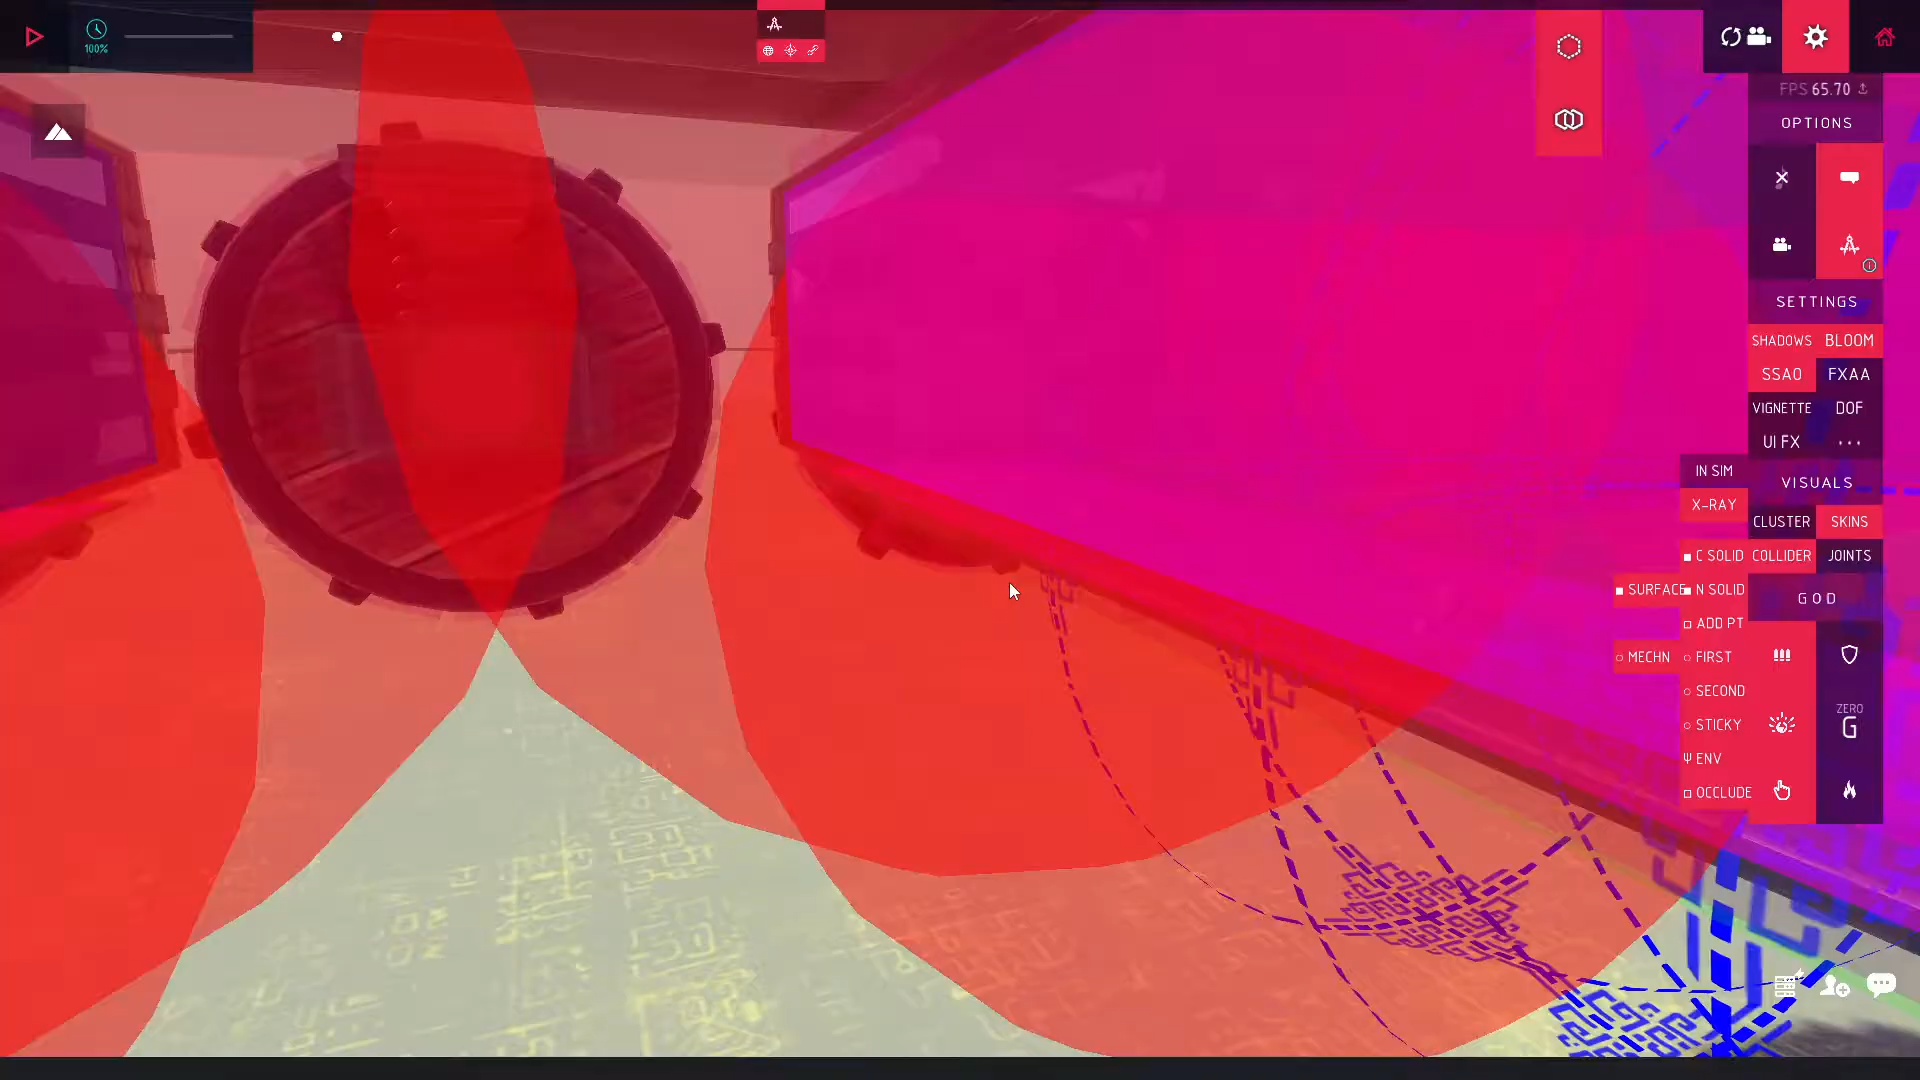 100%
FPS 65.70
OPTIONS
SETTINGS
SHADOWS BLOOM
SSAO FXAA
VIGNETTE DOF
UI FX ...
IN SIM
VISUALS
X-RAY
CLUSTER SKINS
C SOLID COLLIDER JOINTS
SURFACE N SOLID
GOD
ADD PT
MECHN FIRST
SECOND
ZERO
G
STICKY
ENV
OCCLUDE